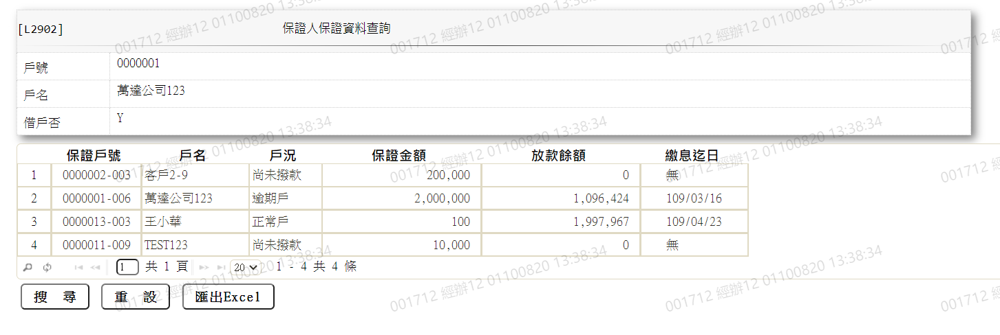 [L2902] 保證人保證資料查詢
戶號 0000001
戶名 萬達公司123
借戶否 Y
保證戶號 戶名 戶況 保證金額 放款餘額 繳息迄日
1 0000002-003 客戶2-9 尚未撥款 200,000 0 無
2 0000001-006 萬達公司123 逾期戶 2,000,000 1,096,424 109/03/16
3 0000013-003 王小華 正常戶 100 1,997,967 109/04/23
4 0000011-009 TEST123 尚未撥款 10,000 0 無
1 共 1 頁 20 1 - 4 共 4 條
搜 尋 重 設 匯出Excel
001712 經辦12 01100820 13:38:34